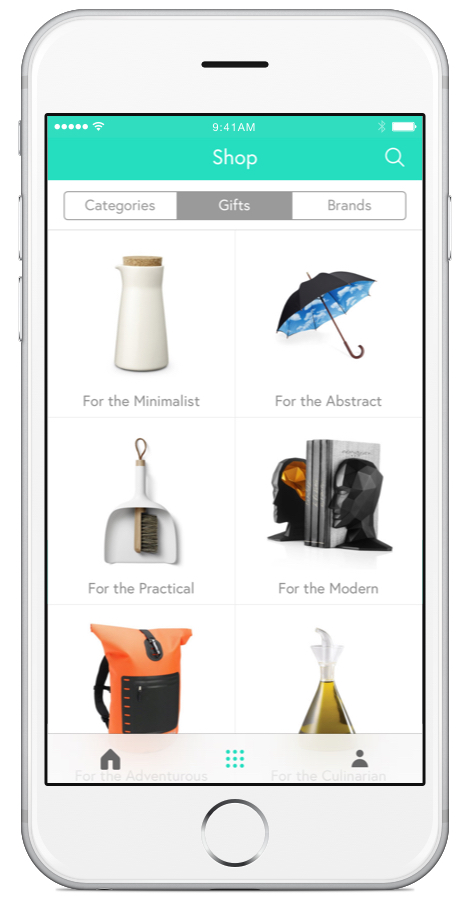 9:41AM
Shop
Categories Gifts Brands
For the Minimalist For the Abstract
For the Practical For the Modern
For the Adventurous For the Culinarian